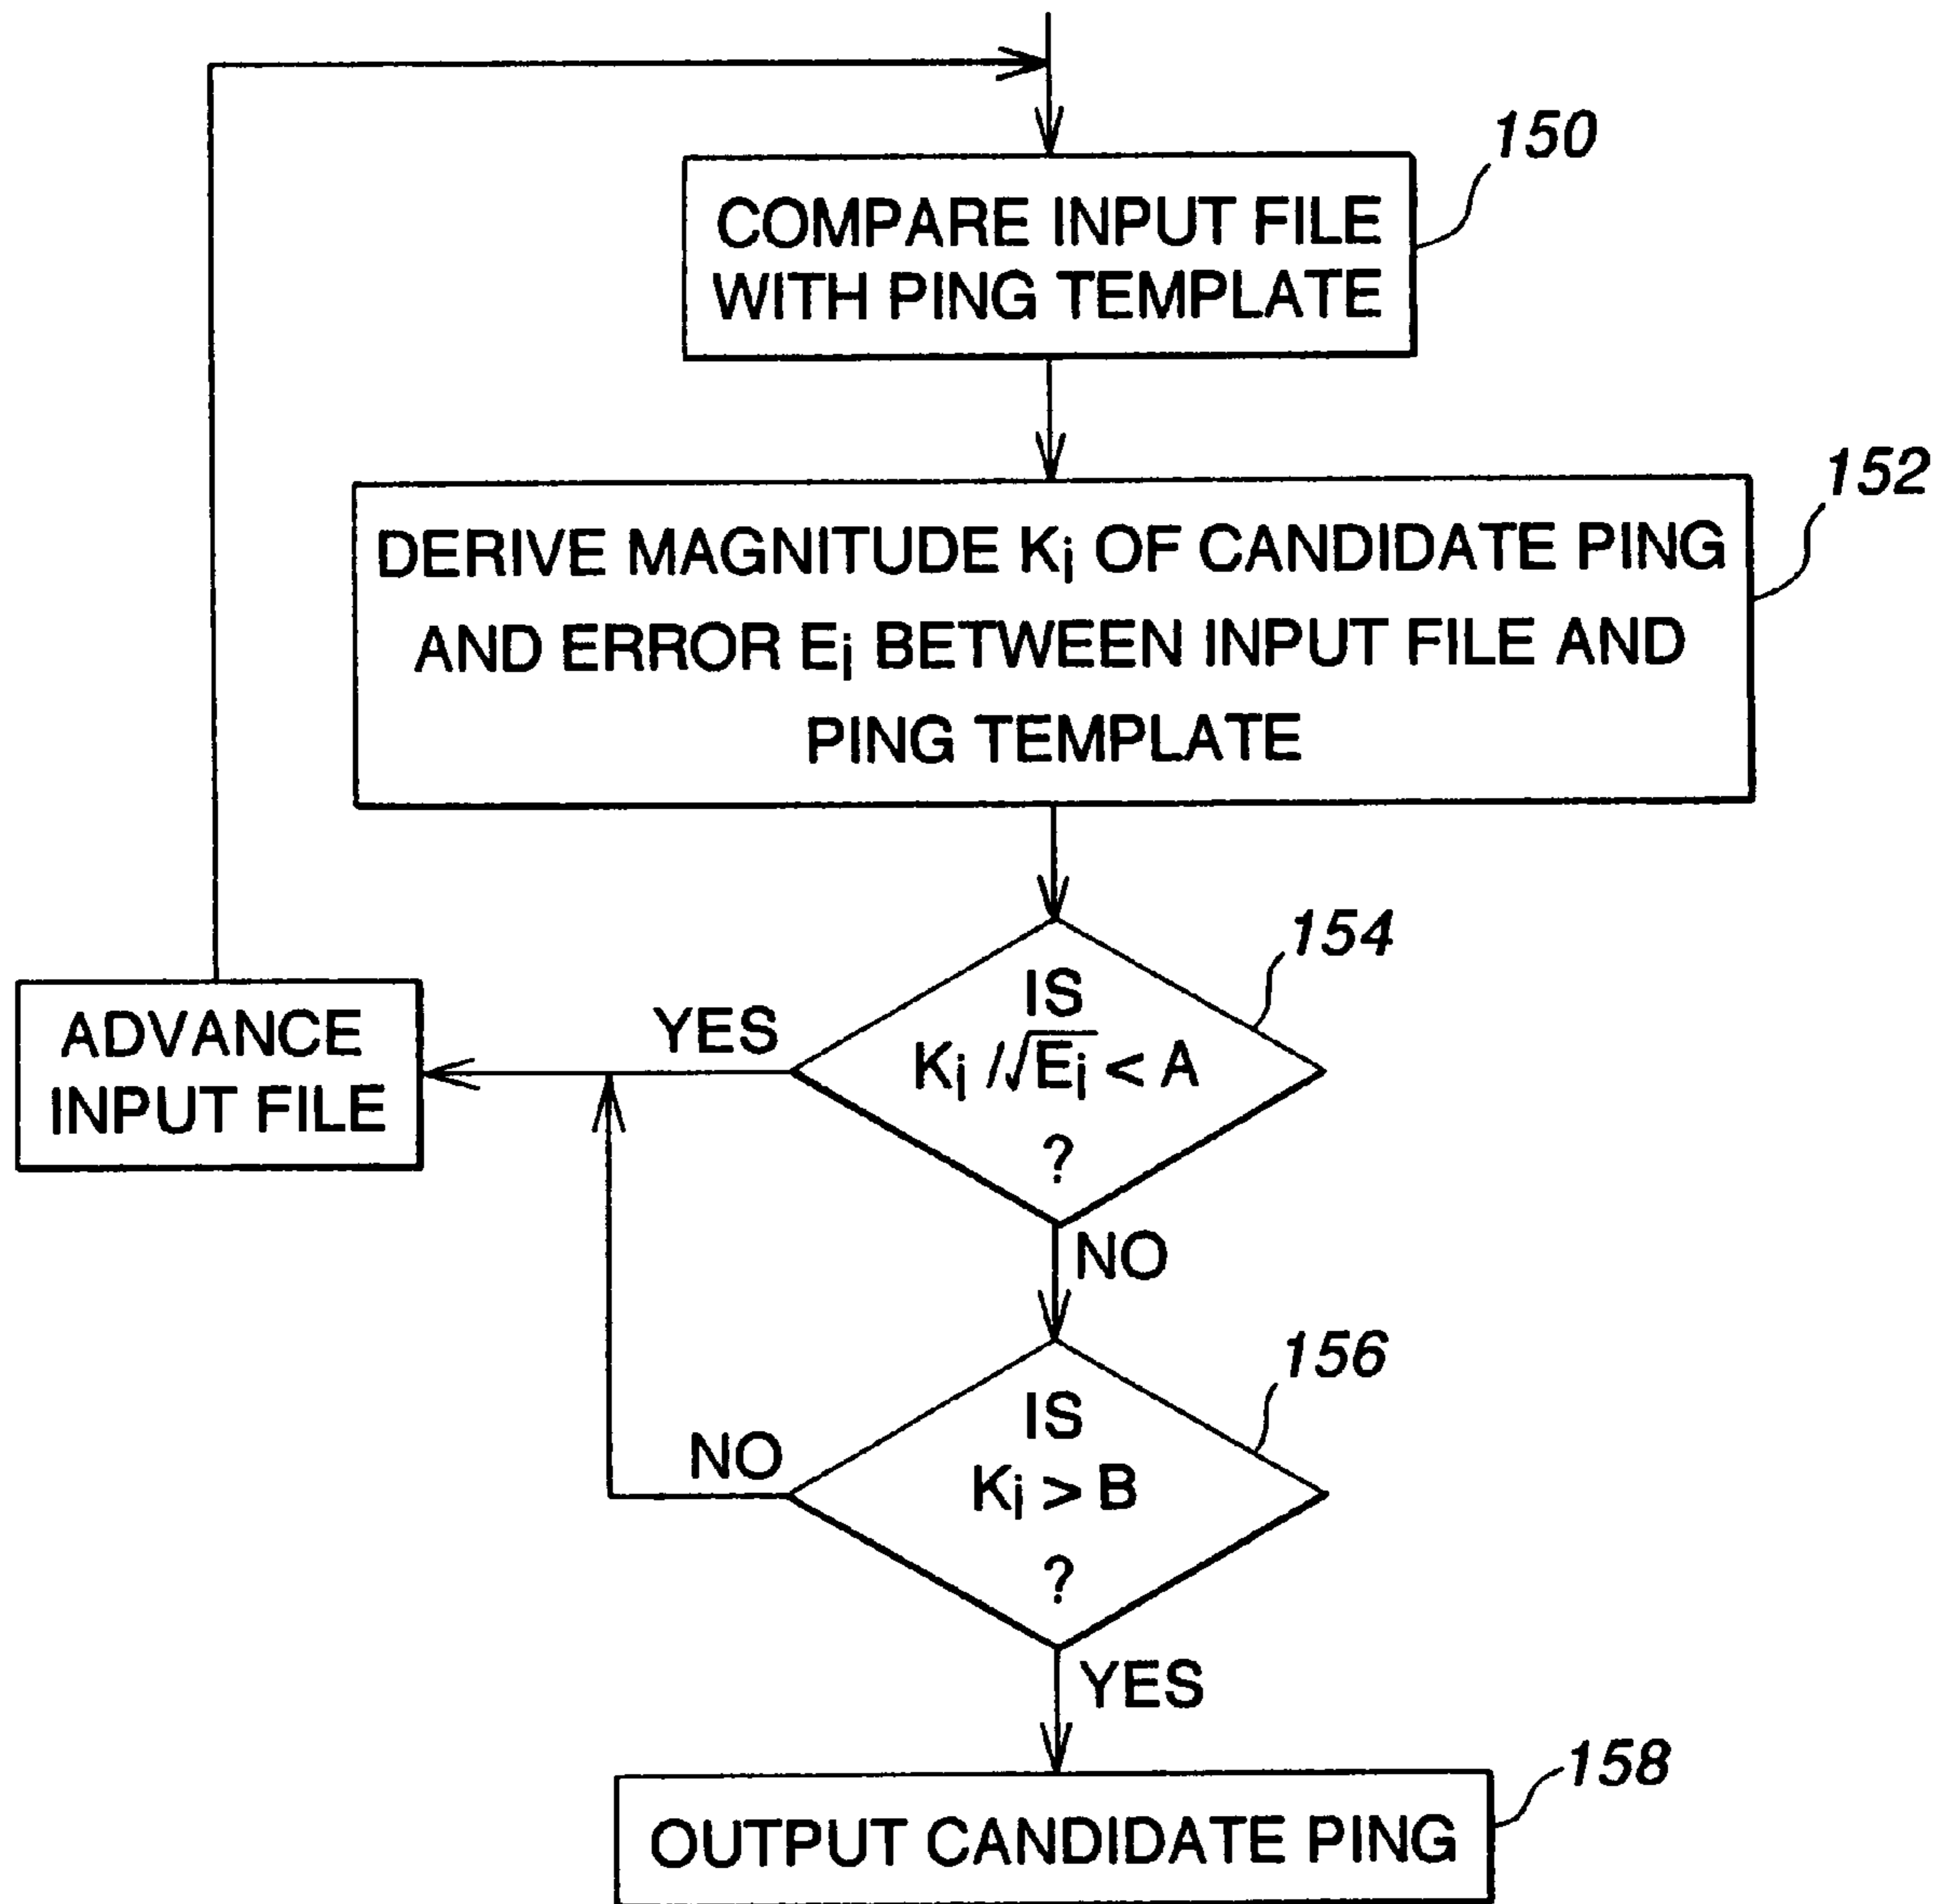 150
COMPARE INPUT FILE
WITH PING TEMPLATE
152
DERIVE MAGNITUDE Ki OF CANDIDATE PING
AND ERROR Ei BETWEEN INPUT FILE AND
PING TEMPLATE
154
IS
Ki /√Ei < A
?
YES
ADVANCE
INPUT FILE
NO
156
IS
Ki > B
?
NO
YES
158
OUTPUT CANDIDATE PING